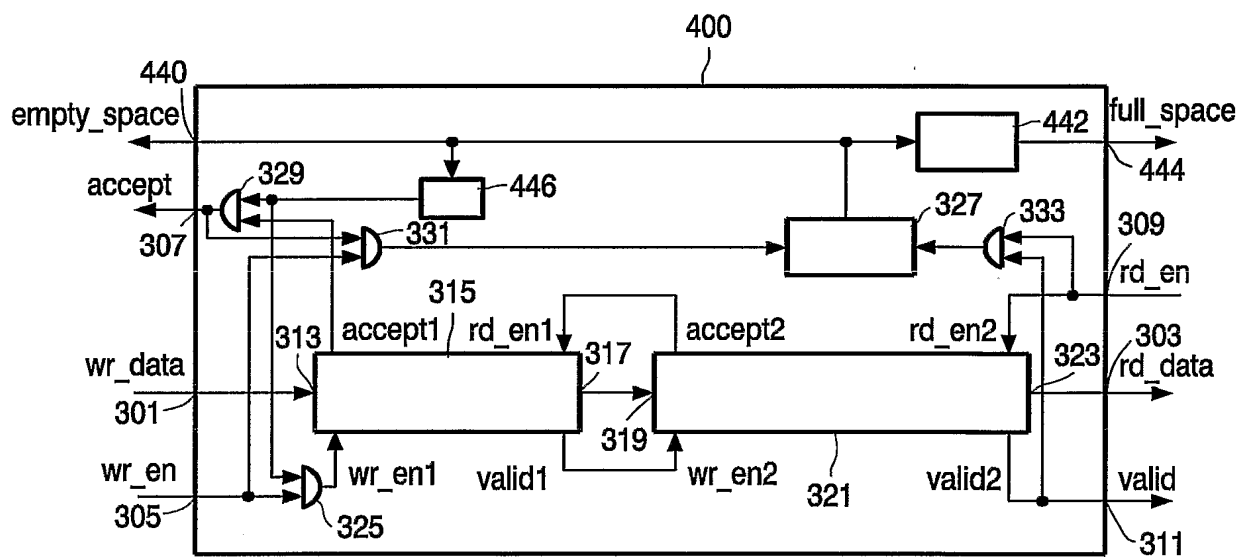 400
440
empty_space
442
full_space
444
accept
329
446
307
331
327
333
309
rd_en
315
313
accept1
rd_en1
317
accept2
rd_en2
323
303
wr_data
rd_data
301
319
wr_en
wr_en1
valid1
wr_en2
321
valid2
valid
305
325
311